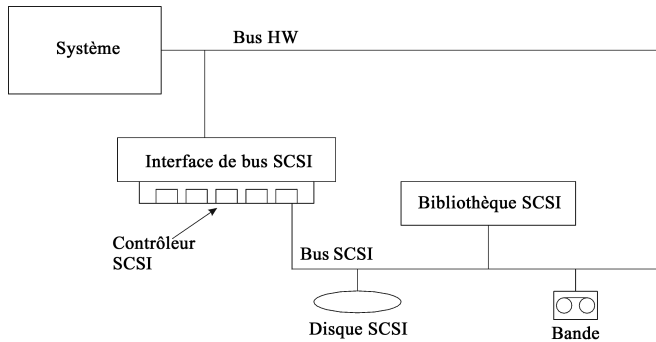 Système
Bus HW
Interface de bus SCSI
Bibliothèque SCSI
Contrôleur
SCSI
Bus SCSI
Disque SCSI
Bande